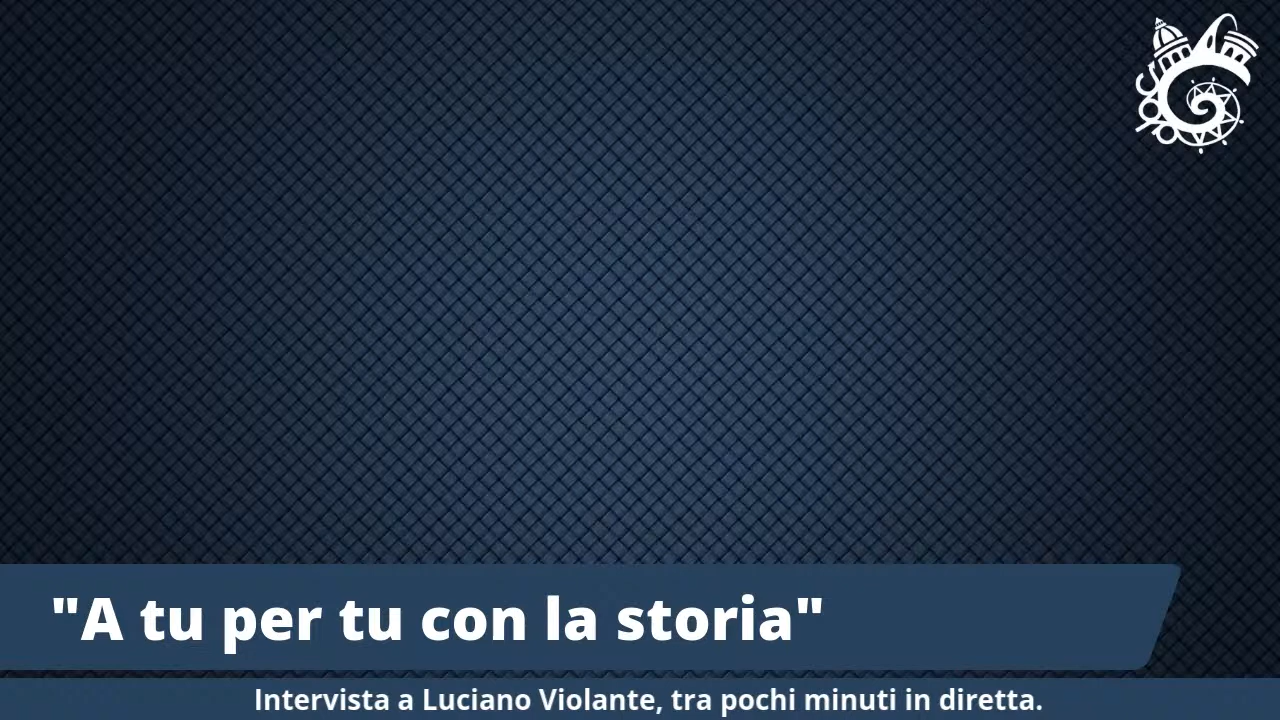 "A tu per tu con la storia"
Intervista a Luciano Violante, tra pochi minuti in diretta.